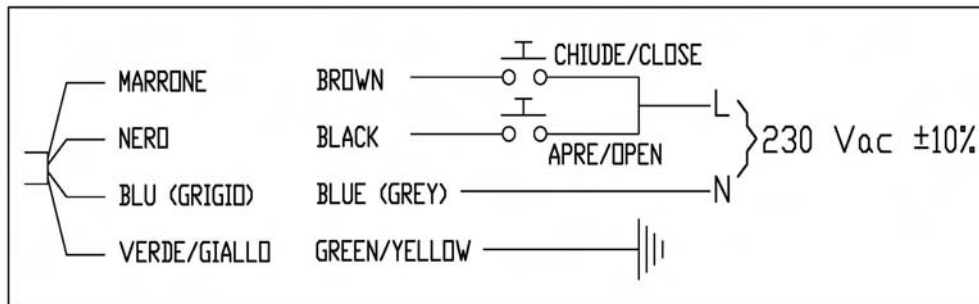 CHIUDE/CLOSE
MARRONE BROWN
L
NERO BLACK
230 Vac ±10%
APRE/OPEN
BLU (GRIGIO) BLUE (GREY) N
VERDE/GIALLO GREEN/YELLOW